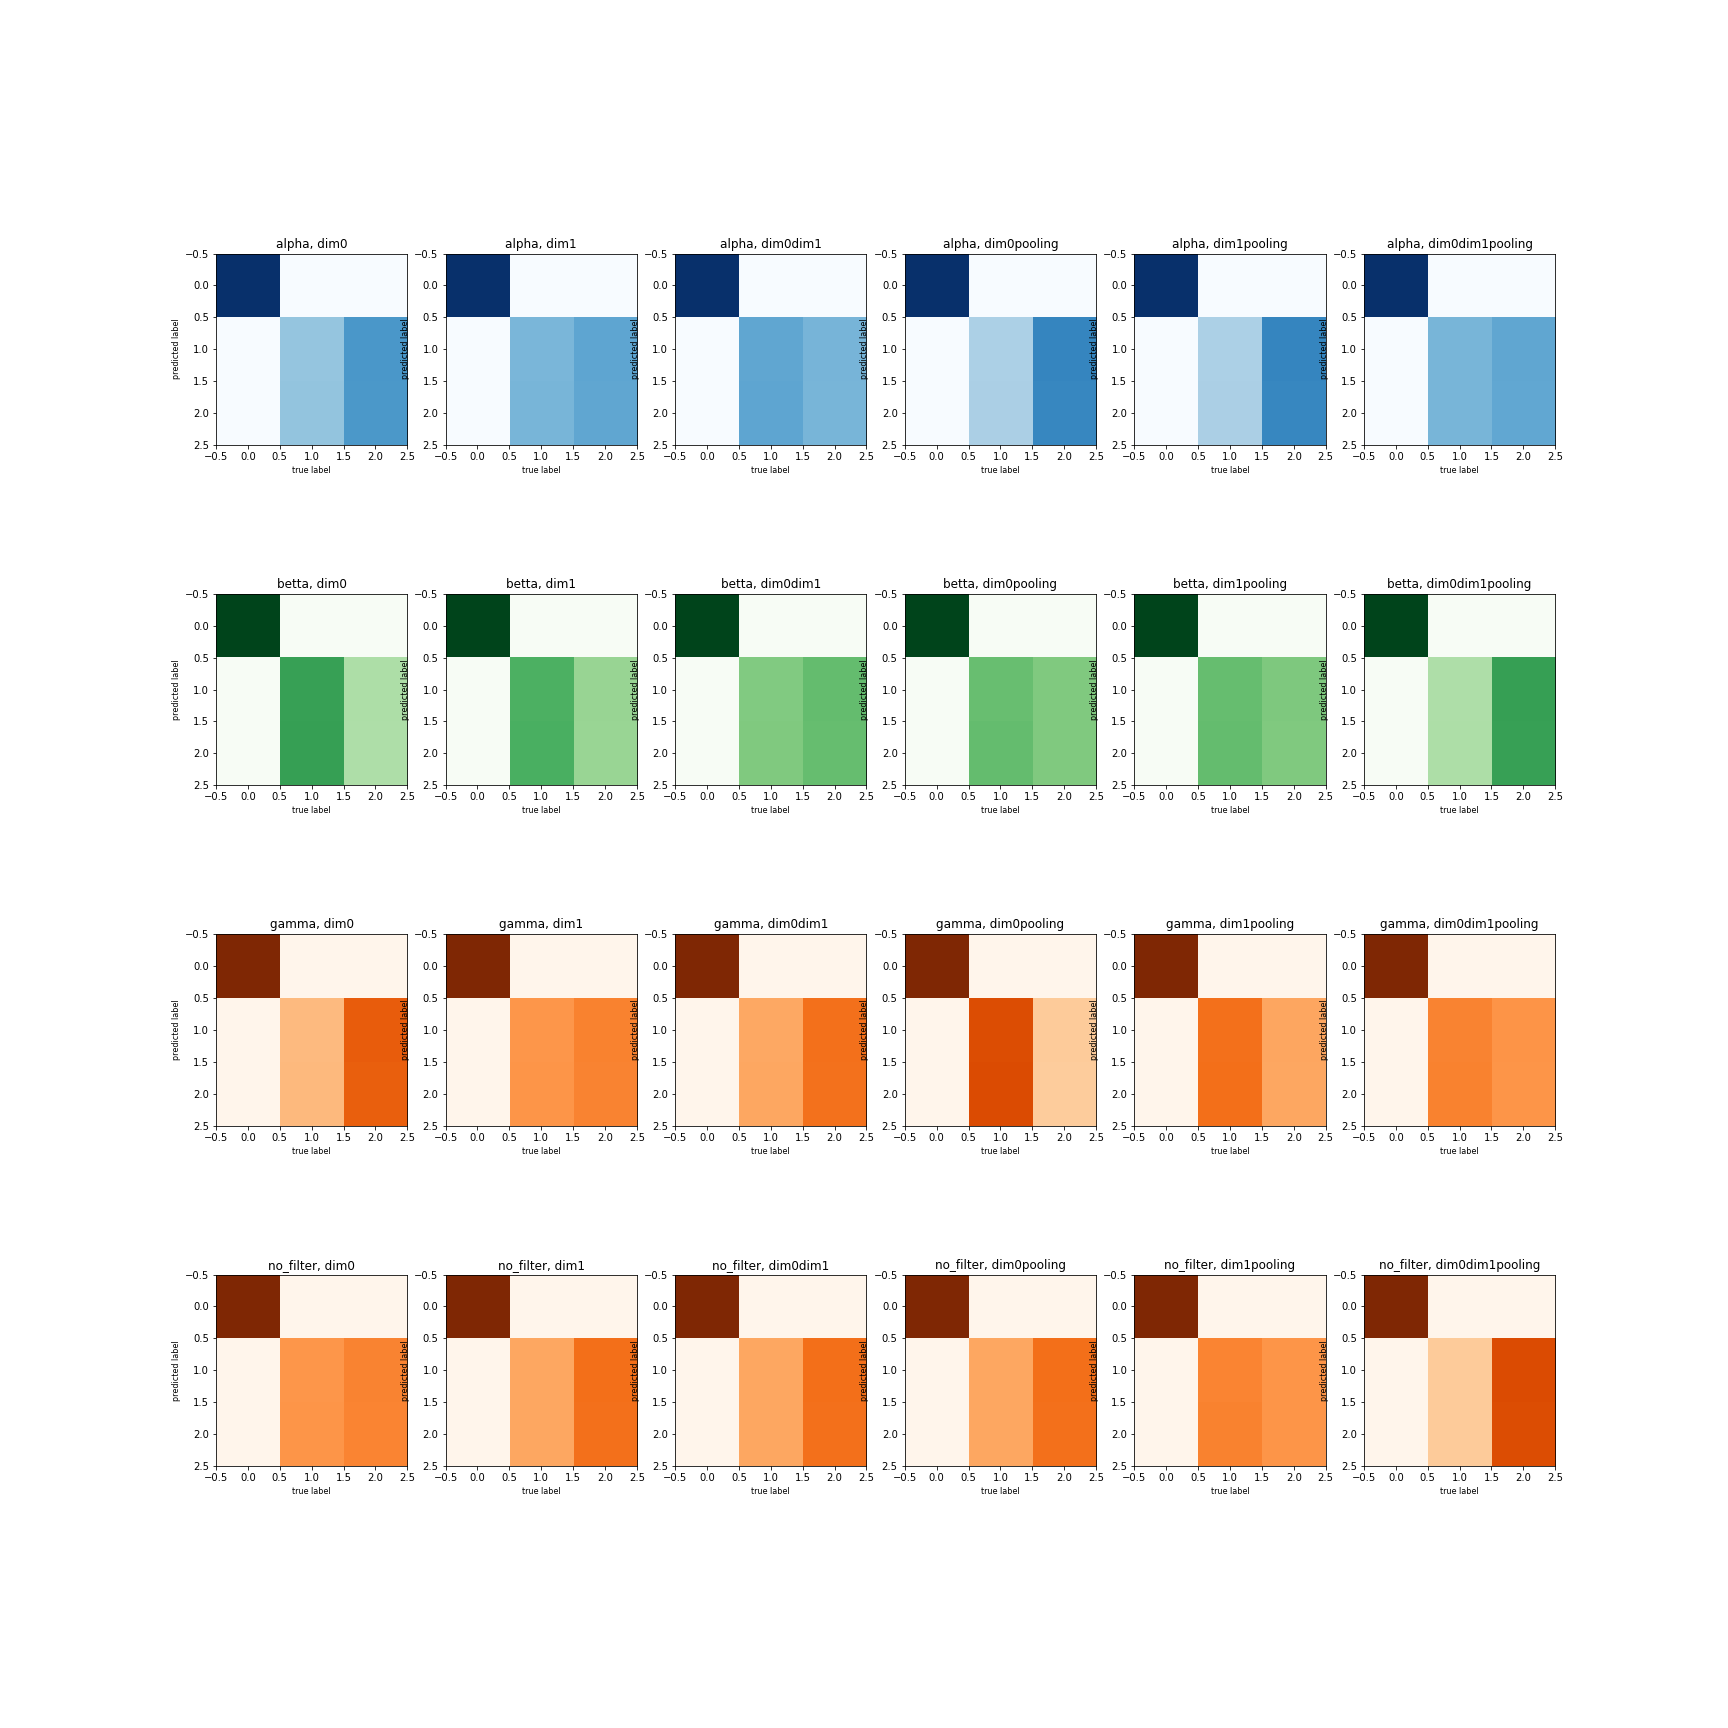 alpha, dim0 alpha, dim1 alpha, dim0dim1 alpha, dim0pooling alpha, dim1pooling alpha, dim0dim1pooling
−0.5 −0.5 −0.5 −0.5 −0.5 −0.5
0.0 0.0 0.0 0.0 0.0 0.0
0.5 0.5 0.5 0.5 0.5 0.5
predicted label predicted label predicted label predicted label predicted label predicted label
1.0 1.0 1.0 1.0 1.0 1.0
1.5 1.5 1.5 1.5 1.5 1.5
2.0 2.0 2.0 2.0 2.0 2.0
2.5 2.5 2.5 2.5 2.5 2.5
−0.5 0.0 0.5 1.0 1.5 2.0 2.5 −0.5 0.0 0.5 1.0 1.5 2.0 2.5 −0.5 0.0 0.5 1.0 1.5 2.0 2.5 −0.5 0.0 0.5 1.0 1.5 2.0 2.5 −0.5 0.0 0.5 1.0 1.5 2.0 2.5 −0.5 0.0 0.5 1.0 1.5 2.0 2.5
true label true label true label true label true label true label
betta, dim0 betta, dim1 betta, dim0dim1 betta, dim0pooling betta, dim1pooling betta, dim0dim1pooling
−0.5 −0.5 −0.5 −0.5 −0.5 −0.5
0.0 0.0 0.0 0.0 0.0 0.0
0.5 0.5 0.5 0.5 0.5 0.5
predicted label predicted label predicted label predicted label predicted label predicted label
1.0 1.0 1.0 1.0 1.0 1.0
1.5 1.5 1.5 1.5 1.5 1.5
2.0 2.0 2.0 2.0 2.0 2.0
2.5 2.5 2.5 2.5 2.5 2.5
−0.5 0.0 0.5 1.0 1.5 2.0 2.5 −0.5 0.0 0.5 1.0 1.5 2.0 2.5 −0.5 0.0 0.5 1.0 1.5 2.0 2.5 −0.5 0.0 0.5 1.0 1.5 2.0 2.5 −0.5 0.0 0.5 1.0 1.5 2.0 2.5 −0.5 0.0 0.5 1.0 1.5 2.0 2.5
true label true label true label true label true label true label
gamma, dim0 gamma, dim1 gamma, dim0dim1 gamma, dim0pooling gamma, dim1pooling gamma, dim0dim1pooling
−0.5 −0.5 −0.5 −0.5 −0.5 −0.5
0.0 0.0 0.0 0.0 0.0 0.0
0.5 0.5 0.5 0.5 0.5 0.5
predicted label predicted label predicted label predicted label predicted label predicted label
1.0 1.0 1.0 1.0 1.0 1.0
1.5 1.5 1.5 1.5 1.5 1.5
2.0 2.0 2.0 2.0 2.0 2.0
2.5 2.5 2.5 2.5 2.5 2.5
−0.5 0.0 0.5 1.0 1.5 2.0 2.5 −0.5 0.0 0.5 1.0 1.5 2.0 2.5 −0.5 0.0 0.5 1.0 1.5 2.0 2.5 −0.5 0.0 0.5 1.0 1.5 2.0 2.5 −0.5 0.0 0.5 1.0 1.5 2.0 2.5 −0.5 0.0 0.5 1.0 1.5 2.0 2.5
true label true label true label true label true label true label
no_filter, dim0 no_filter, dim1 no_filter, dim0dim1 no_filter, dim0pooling no_filter, dim1pooling no_filter, dim0dim1pooling
−0.5 −0.5 −0.5 −0.5 −0.5 −0.5
0.0 0.0 0.0 0.0 0.0 0.0
0.5 0.5 0.5 0.5 0.5 0.5
predicted label predicted label predicted label predicted label predicted label predicted label
1.0 1.0 1.0 1.0 1.0 1.0
1.5 1.5 1.5 1.5 1.5 1.5
2.0 2.0 2.0 2.0 2.0 2.0
2.5 2.5 2.5 2.5 2.5 2.5
−0.5 0.0 0.5 1.0 1.5 2.0 2.5 −0.5 0.0 0.5 1.0 1.5 2.0 2.5 −0.5 0.0 0.5 1.0 1.5 2.0 2.5 −0.5 0.0 0.5 1.0 1.5 2.0 2.5 −0.5 0.0 0.5 1.0 1.5 2.0 2.5 −0.5 0.0 0.5 1.0 1.5 2.0 2.5
true label true label true label true label true label true label